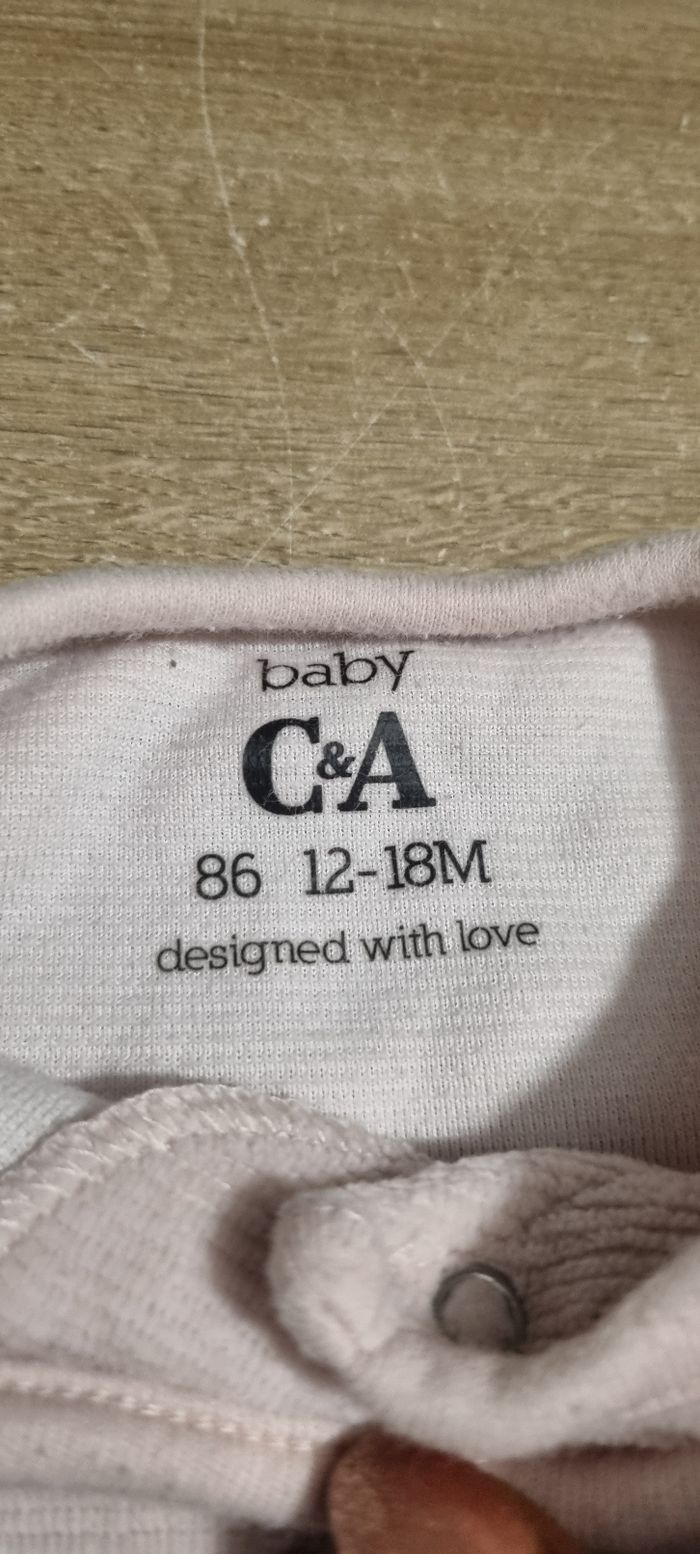 baby
C&A
86 12-18M
designed with love